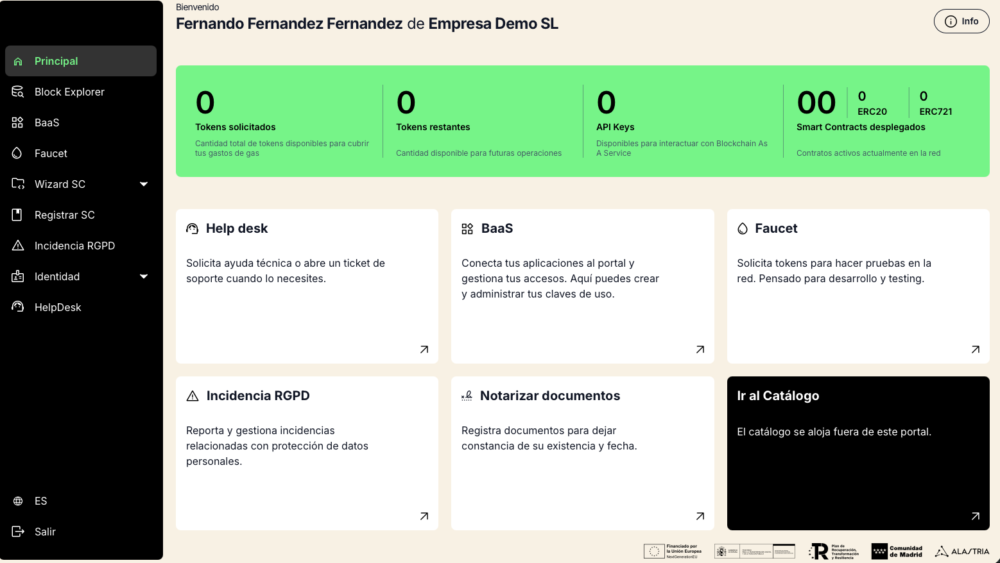 Bienvenido
Fernando Fernandez Fernandez de Empresa Demo SL
Info
Principal
Block Explorer
BaaS
Faucet
Wizard SC
Registrar SC
Incidencia RGPD
Identidad
HelpDesk
ES
Salir
0
Tokens solicitados
Cantidad total de tokens disponibles para cubrir
tus gastos de gas
0
Tokens restantes
Cantidad disponible para futuras operaciones
0
API Keys
Disponibles para interactuar con Blockchain As
A Service
00
0
ERC20
0
ERC721
Smart Contracts desplegados
Contratos activos actualmente en la red
Help desk
Solicita ayuda técnica o abre un ticket de
soporte cuando lo necesites.
BaaS
Conecta tus aplicaciones al portal y
gestiona tus accesos. Aquí puedes crear
y administrar tus claves de uso.
Faucet
Solicita tokens para hacer pruebas en la
red. Pensado para desarrollo y testing.
Incidencia RGPD
Reporta y gestiona incidencias
relacionadas con protección de datos
personales.
Notarizar documentos
Registra documentos para dejar
constancia de su existencia y fecha.
Ir al Catálogo
El catálogo se aloja fuera de este portal.
Financiado por
la Unión Europea
NextGenerationEU
R
Plan de
Recuperación,
Transformación
y Resiliencia
Comunidad
de Madrid
ALASTRIA